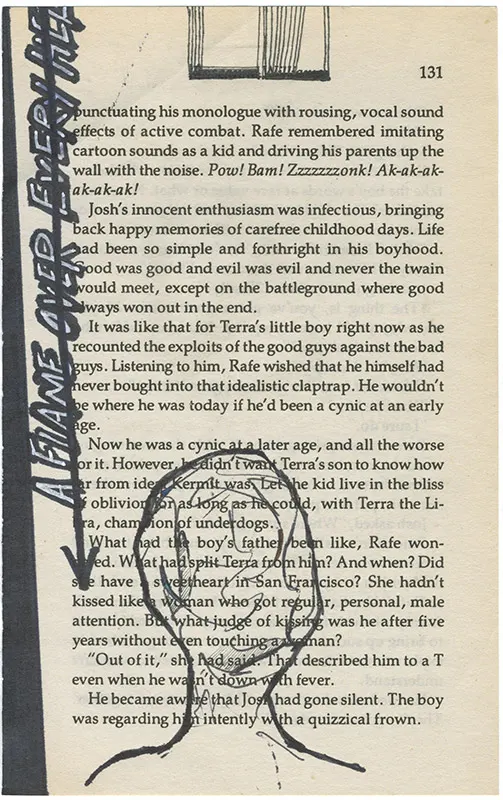 131
A FLAME OVER EVERY
punctuating his monologue with rousing, vocal sound
effects of active combat. Rafe remembered imitating
cartoon sounds as a kid and driving his parents up the
wall with the noise. Pow! Bam! Zzzzzzzonk! Ak-ak-ak-
ak-ak-ak!
Josh's innocent enthusiasm was infectious, bringing
back happy memories of carefree childhood days. Life
had been so simple and forthright in his boyhood.
Good was good and evil was evil and never the twain
would meet, except on the battleground where good
always won out in the end.
It was like that for Terra's little boy right now as he
recounted the exploits of the good guys against the bad
guys. Listening to him, Rafe wished that he himself had
never bought into that idealistic claptrap. He wouldn't
be where he was today if he'd been a cynic at an early
age.
Now he was a cynic at a later age, and all the worse
for it. However, he didn't want Terra's son to know how
far from ideal Kermit was. Let the kid live in the bliss
of oblivion for as long as he could, with Terra the Li-
bra, champion of underdogs.
What had the boy's father been like, Rafe won-
dered. What had split Terra from him? And when? Did
she have a sweetheart in San Francisco? She hadn't
kissed like a woman who got regular, personal, male
attention. But what judge of kissing was he after five
years without even touching a woman?
"Out of it," she had said. That described him to a T
even when he wasn't down with fever.
He became aware that Josh had gone silent. The boy
was regarding him intently with a quizzical frown.